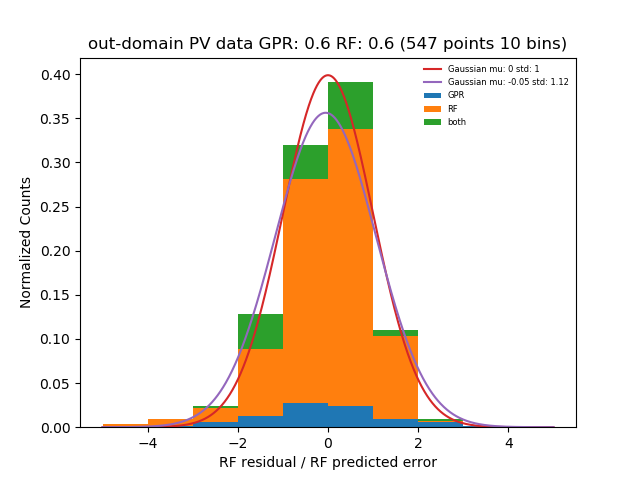 out-domain PV data GPR: 0.6 RF: 0.6 (547 points 10 bins)
Gaussian mu: 0 std: 1
Gaussian mu: -0.05 std: 1.12
GPR
RF
both
Normalized Counts
0.40
0.35
0.30
0.25
0.20
0.15
0.10
0.05
0.00
−4 −2 0 2 4
RF residual / RF predicted error